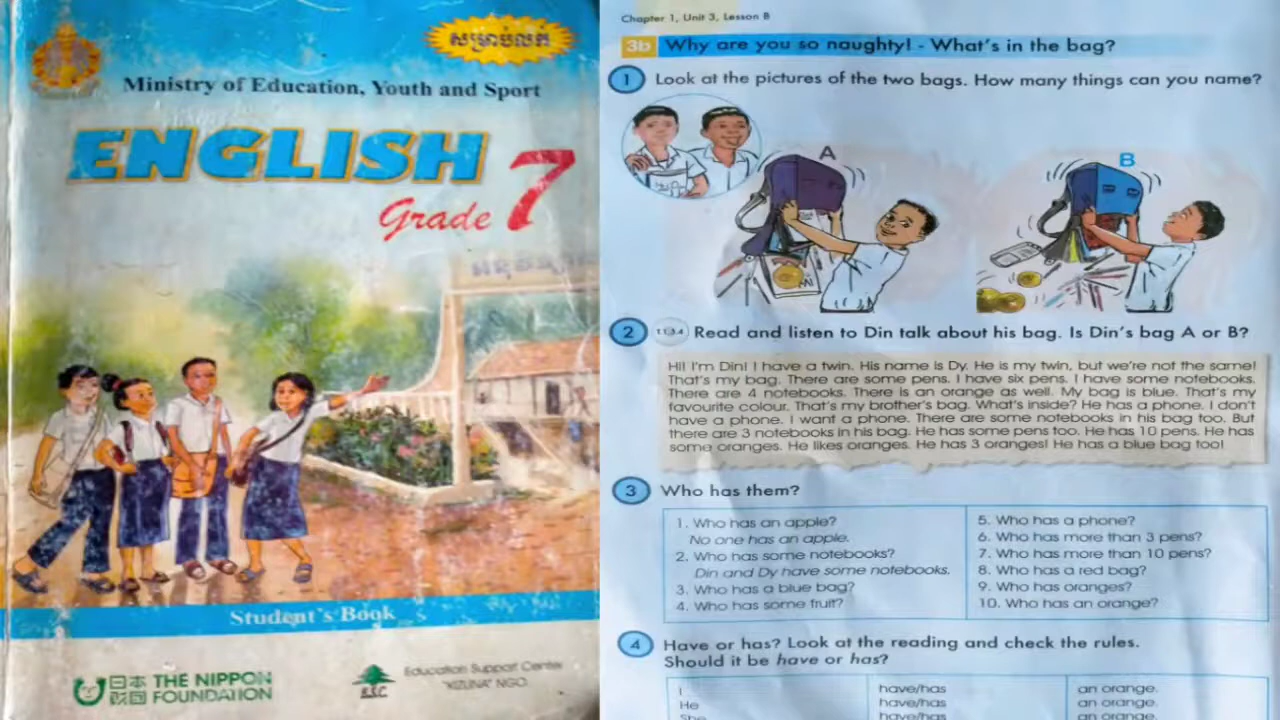 សម្រាប់លក់
Ministry of Education, Youth and Sport
ENGLISH
Grade 7
Student's Book
日本
財団
THE NIPPON
FOUNDATION
E.S.C
Education Support Center
"KIZUNA" NGO.
Chapter 1, Unit 3, Lesson B
3b Why are you so naughty! - What's in the bag?
1 Look at the pictures of the two bags. How many things can you name?
A
B
2 1.1.3.4 Read and listen to Din talk about his bag. Is Din's bag A or B?
Hi! I'm Din! I have a twin. His name is Dy. He is my twin, but we're not the same!
That's my bag. There are some pens. I have six pens. I have some notebooks.
There are 4 notebooks. There is an orange as well. My bag is blue. That's my
favourite colour. That's my brother's bag. What's inside? He has a phone. I don't
have a phone. I want a phone. There are some notebooks in his bag too. But
there are 3 notebooks in his bag. He has some pens too. He has 10 pens. He has
some oranges. He likes oranges. He has 3 oranges! He has a blue bag too!
3 Who has them?
1. Who has an apple?
No one has an apple.
2. Who has some notebooks?
Din and Dy have some notebooks.
3. Who has a blue bag?
4. Who has some fruit?
5. Who has a phone?
6. Who has more than 3 pens?
7. Who has more than 10 pens?
8. Who has a red bag?
9. Who has oranges?
10. Who has an orange?
4 Have or has? Look at the reading and check the rules.
Should it be have or has?
I have/has an orange.
He have/has an orange.
She have/has an orange.